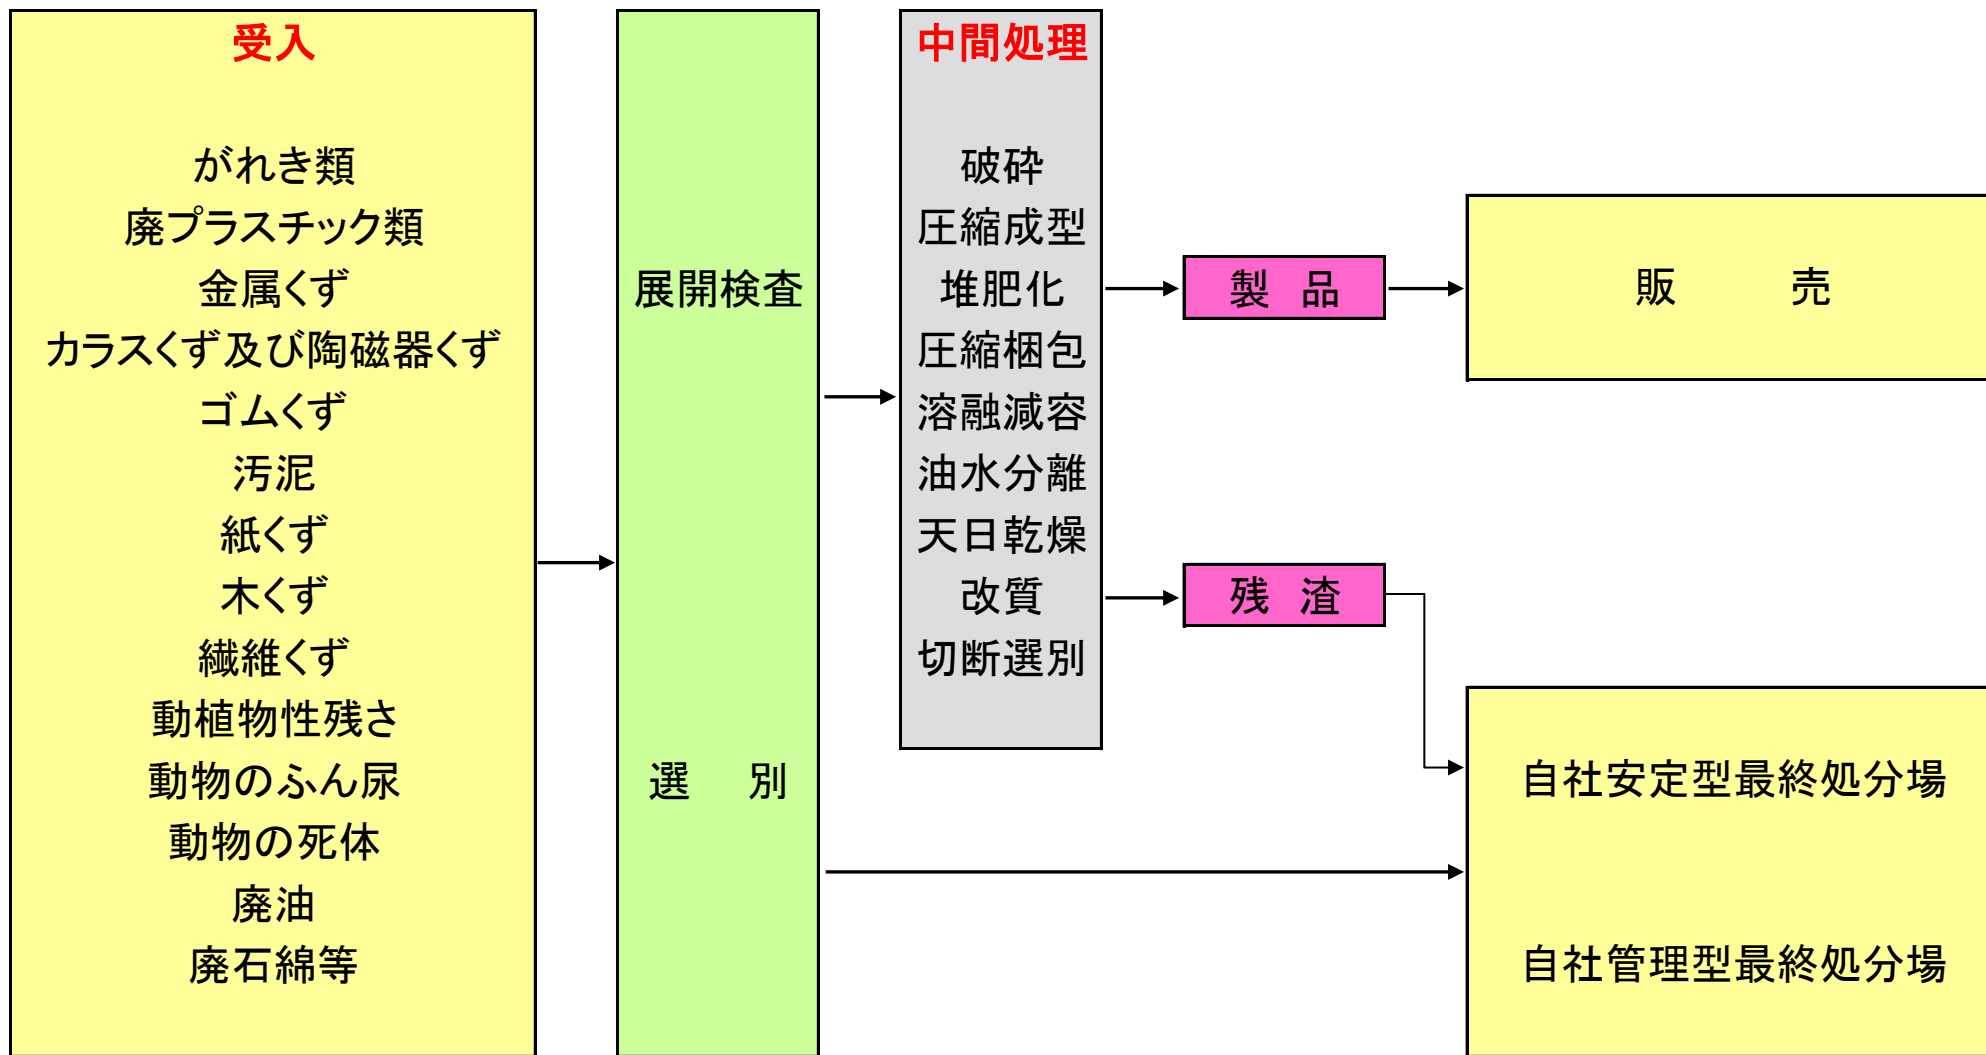 受入
がれき類
廃プラスチック類
金属くず
カラスくず及び陶磁器くず
ゴムくず
汚泥
紙くず
木くず
繊維くず
動植物性残さ
動物のふん尿
動物の死体
廃油
廃石綿等
展開検査
選 別
中間処理
破砕
圧縮成型
堆肥化
圧縮梱包
溶融減容
油水分離
天日乾燥
改質
切断選別
製 品
残 渣
販 売
自社安定型最終処分場
自社管理型最終処分場